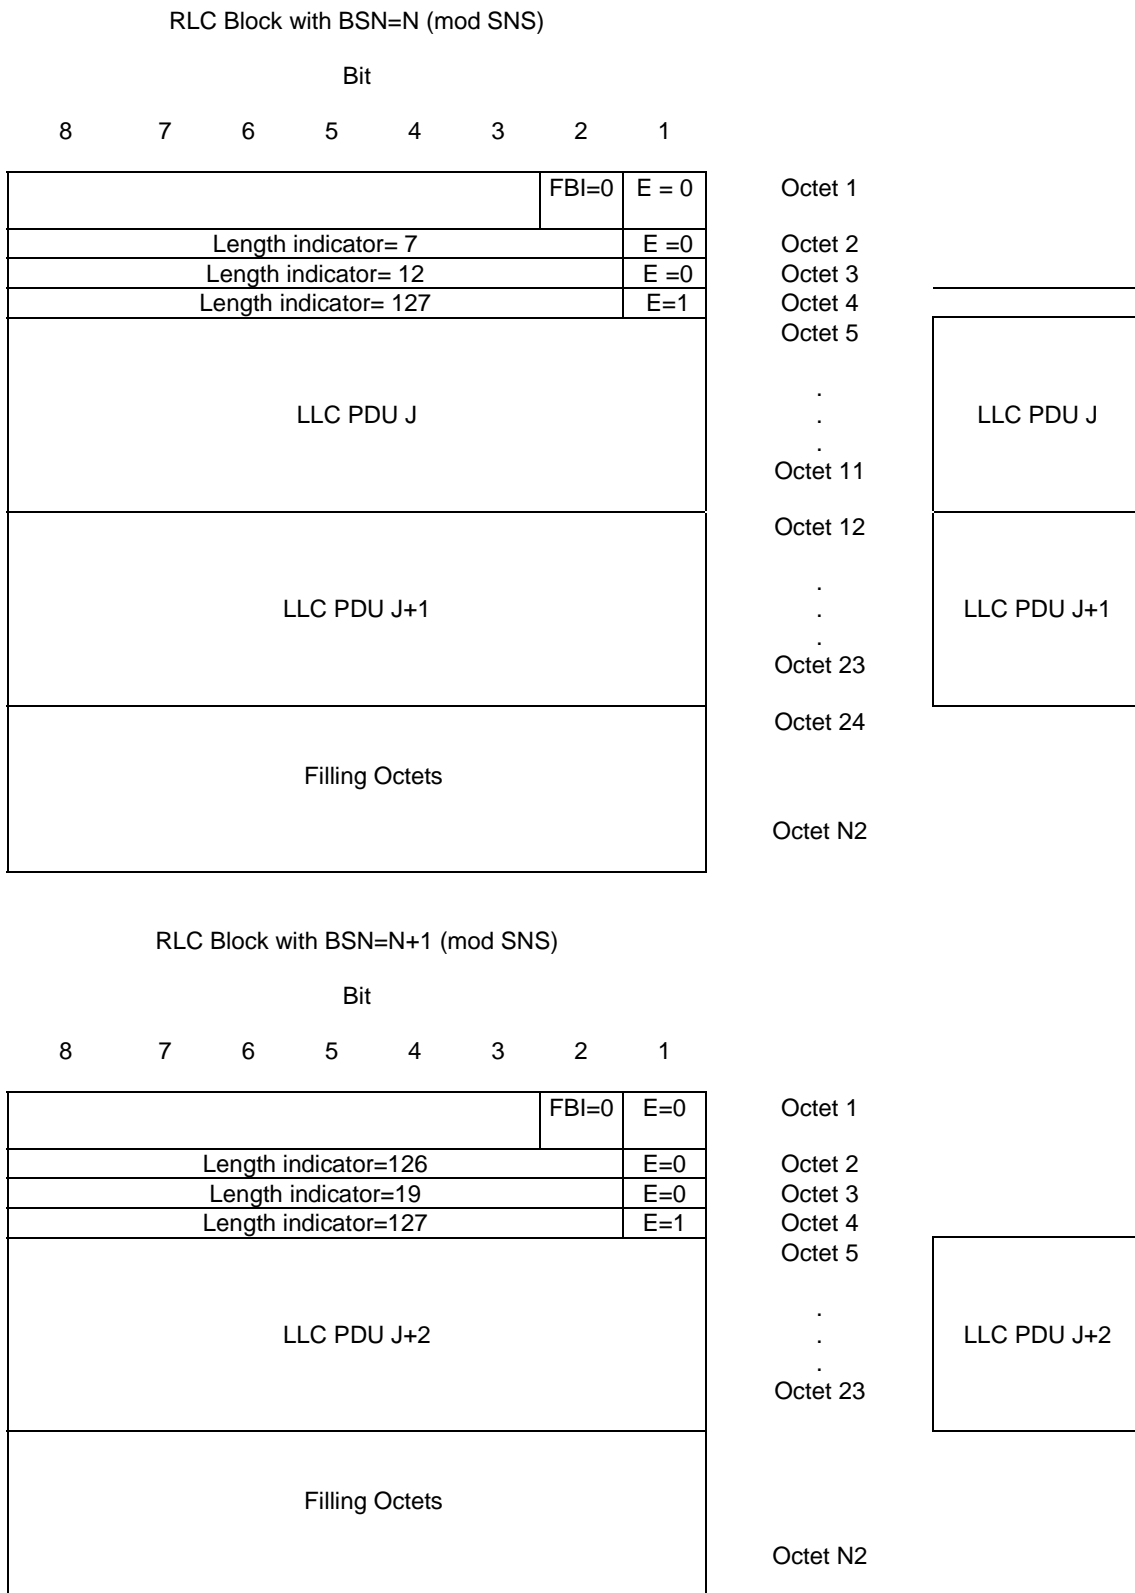 RLC Block with BSN=N (mod SNS)
Bit
8 7 6 5 4 3 2 1
FBI=0 E = 0 Octet 1
Length indicator= 7 E =0 Octet 2
Length indicator= 12 E =0 Octet 3
Length indicator= 127 E=1 Octet 4
Octet 5
.
LLC PDU J . LLC PDU J
.
Octet 11
Octet 12
.
LLC PDU J+1 . LLC PDU J+1
.
Octet 23
Octet 24
Filling Octets
Octet N2
RLC Block with BSN=N+1 (mod SNS)
Bit
8 7 6 5 4 3 2 1
FBI=0 E=0 Octet 1
Length indicator=126 E=0 Octet 2
Length indicator=19 E=0 Octet 3
Length indicator=127 E=1 Octet 4
Octet 5
.
LLC PDU J+2 . LLC PDU J+2
.
Octet 23
Filling Octets
Octet N2